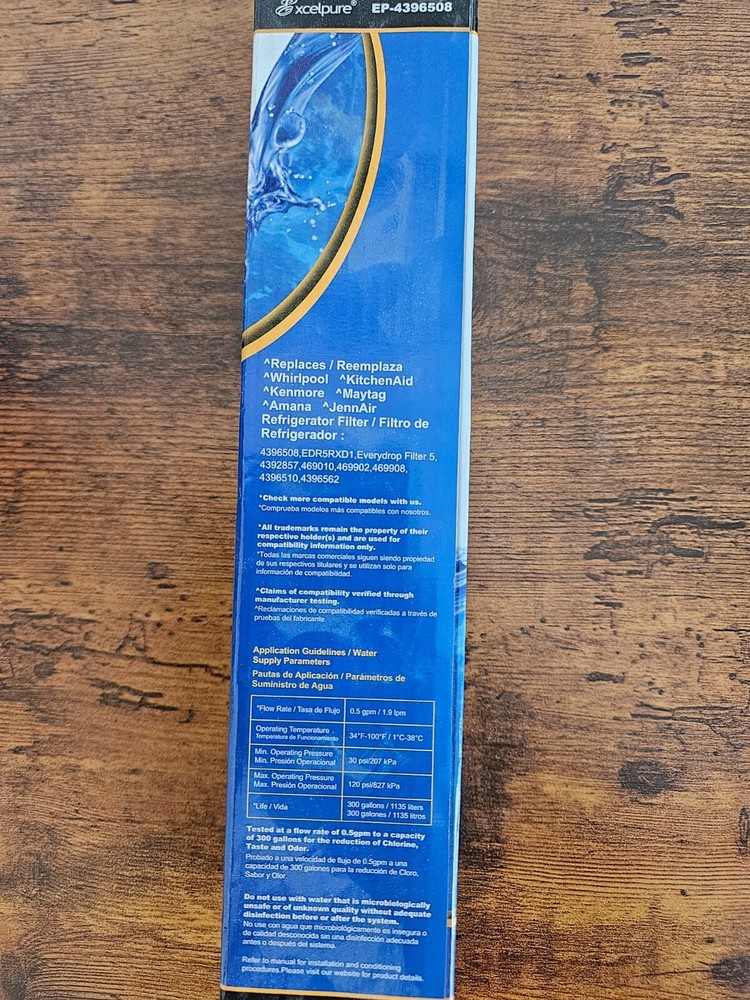 Excelpure® EP-4396508
^Replaces / Reemplaza
^Whirlpool ^KitchenAid
^Kenmore ^Maytag
^Amana ^JennAir
Refrigerator Filter / Filtro de
Refrigerador :
4396508,EDR5RXD1,Everydrop Filter 5,
4392857,469010,469902,469908,
4396510,4396562
*Check more compatible models with us.
*Comprueba modelos más compatibles con nosotros.
*All trademarks remain the property of their
respective holder(s) and are used for
compatibility information only.
*Todas las marcas comerciales siguen siendo propiedad
de sus respectivos titulares y se utilizan solo para
información de compatibilidad.
^Claims of compatibility verified through
manufacturer testing.
^Reclamaciones de compatibilidad verificadas a través de
pruebas del fabricante.
Application Guidelines / Water
Supply Parameters
Pautas de Aplicación / Parámetros de
Suministro de Agua
*Flow Rate / Tasa de Flujo 0.5 gpm / 1.9 lpm
Operating Temperature .
Temperatura de Funcionamiento 34°F-100°F / 1°C-38°C
Min. Operating Pressure
Min. Presión Operacional 30 psi/207 kPa
Max. Operating Pressure
Max. Presión Operacional 120 psi/827 kPa
*Life / Vida 300 gallons / 1135 liters
300 galones / 1135 litros
Tested at a flow rate of 0.5gpm to a capacity
of 300 gallons for the reduction of Chlorine,
Taste and Odor.
Probado a una velocidad de flujo de 0.5gpm a una
capacidad de 300 galones para la reducción de Cloro,
Sabor y Olor.
Do not use with water that is microbiologically
unsafe or of unknown quality without adequate
disinfection before or after the system.
No use con agua que microbiológicamente es insegura o
de calidad desconocida sin una disinfección adecuada
antes o después del sistema.
Refer to manual for installation and conditioning
procedures.Please visit our website for product details.